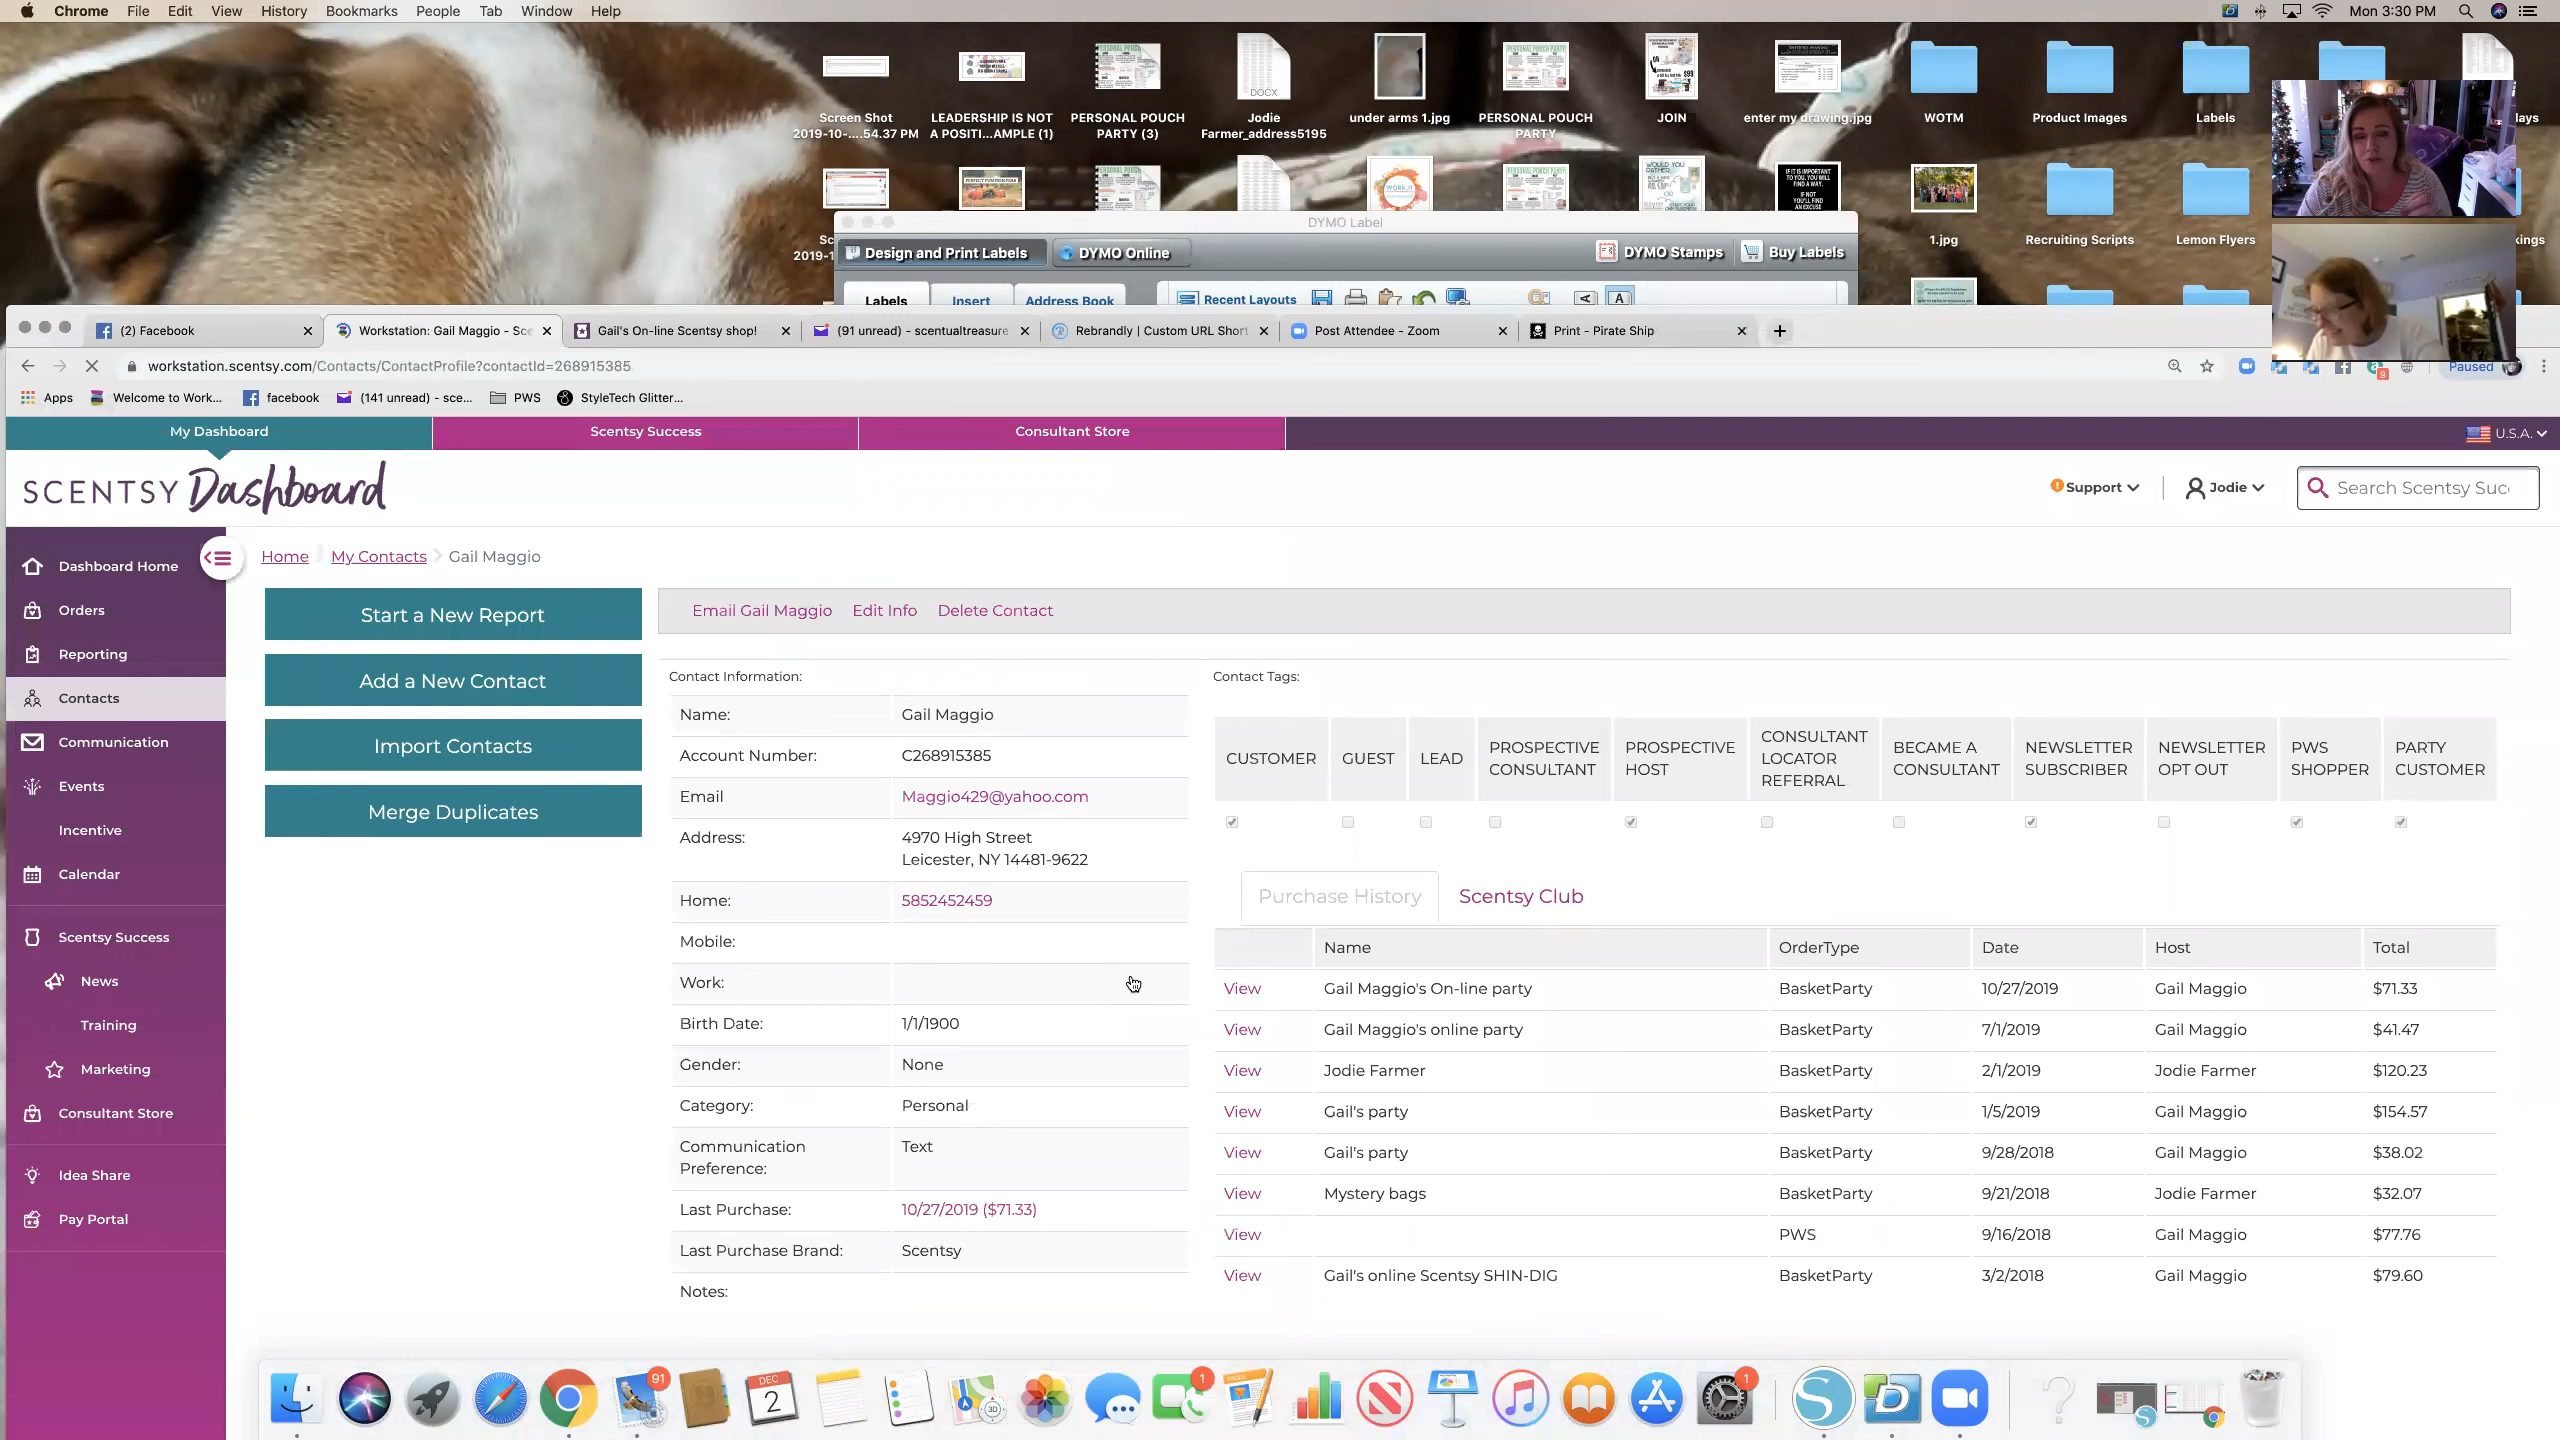 Chrome File Edit View History Bookmarks People Tab Window Help
Mon 3:30 PM
Screen Shot
2019-10-....54.37 PM
LEADERSHIP IS NOT
A POSITI...AMPLE (1)
PERSONAL POUCH
PARTY (3)
DOCX
Jodie
Farmer_address5195
under arms 1.jpg
PERSONAL POUCH
PARTY
JOIN
enter my drawing.jpg
WOTM
Product Images
Labels
1.jpg
Recruiting Scripts
Lemon Flyers
DYMO Label
Design and Print Labels DYMO Online DYMO Stamps Buy Labels
Labels Insert Address Book Recent Layouts
(2) Facebook
Workstation: Gail Maggio - Sce
Gail's On-line Scentsy shop!
(91 unread) - scentualtreasure
Rebrandly | Custom URL Short
Post Attendee - Zoom
Print - Pirate Ship
workstation.scentsy.com/Contacts/ContactProfile?contactId=268915385
Paused
Apps Welcome to Work... facebook (141 unread) - sce... PWS StyleTech Glitter...
My Dashboard Scentsy Success Consultant Store U.S.A.
SCENTSY Dashboard
Support Jodie Search Scentsy Suc
Dashboard Home
Orders
Reporting
Contacts
Communication
Events
Incentive
Calendar
Scentsy Success
News
Training
Marketing
Consultant Store
Idea Share
Pay Portal
Home My Contacts Gail Maggio
Start a New Report
Add a New Contact
Import Contacts
Merge Duplicates
Email Gail Maggio Edit Info Delete Contact
Contact Information:
Name: Gail Maggio
Account Number: C268915385
Email Maggio429@yahoo.com
Address: 4970 High Street
Leicester, NY 14481-9622
Home: 5852452459
Mobile:
Work:
Birth Date: 1/1/1900
Gender: None
Category: Personal
Communication
Preference: Text
Last Purchase: 10/27/2019 ($71.33)
Last Purchase Brand: Scentsy
Notes:
Contact Tags:
CUSTOMER
GUEST
LEAD
PROSPECTIVE
CONSULTANT
PROSPECTIVE
HOST
CONSULTANT
LOCATOR
REFERRAL
BECAME A
CONSULTANT
NEWSLETTER
SUBSCRIBER
NEWSLETTER
OPT OUT
PWS
SHOPPER
PARTY
CUSTOMER
Purchase History Scentsy Club
Name OrderType Date Host Total
View Gail Maggio's On-line party BasketParty 10/27/2019 Gail Maggio $71.33
View Gail Maggio's online party BasketParty 7/1/2019 Gail Maggio $41.47
View Jodie Farmer BasketParty 2/1/2019 Jodie Farmer $120.23
View Gail's party BasketParty 1/5/2019 Gail Maggio $154.57
View Gail's party BasketParty 9/28/2018 Gail Maggio $38.02
View Mystery bags BasketParty 9/21/2018 Jodie Farmer $32.07
View PWS 9/16/2018 Gail Maggio $77.76
View Gail's online Scentsy SHIN-DIG BasketParty 3/2/2018 Gail Maggio $79.60
91
DEC
2
1
1